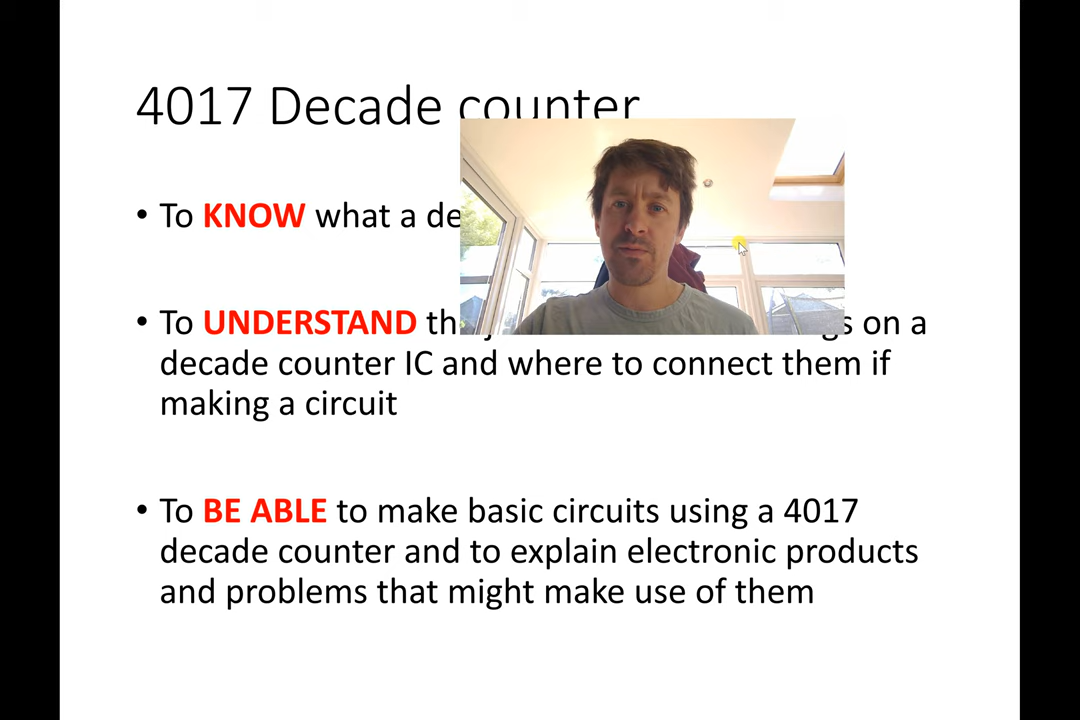 4017 Decade counter
• To KNOW what a de
• To UNDERSTAND th on a
decade counter IC and where to connect them if
making a circuit
• To BE ABLE to make basic circuits using a 4017
decade counter and to explain electronic products
and problems that might make use of them